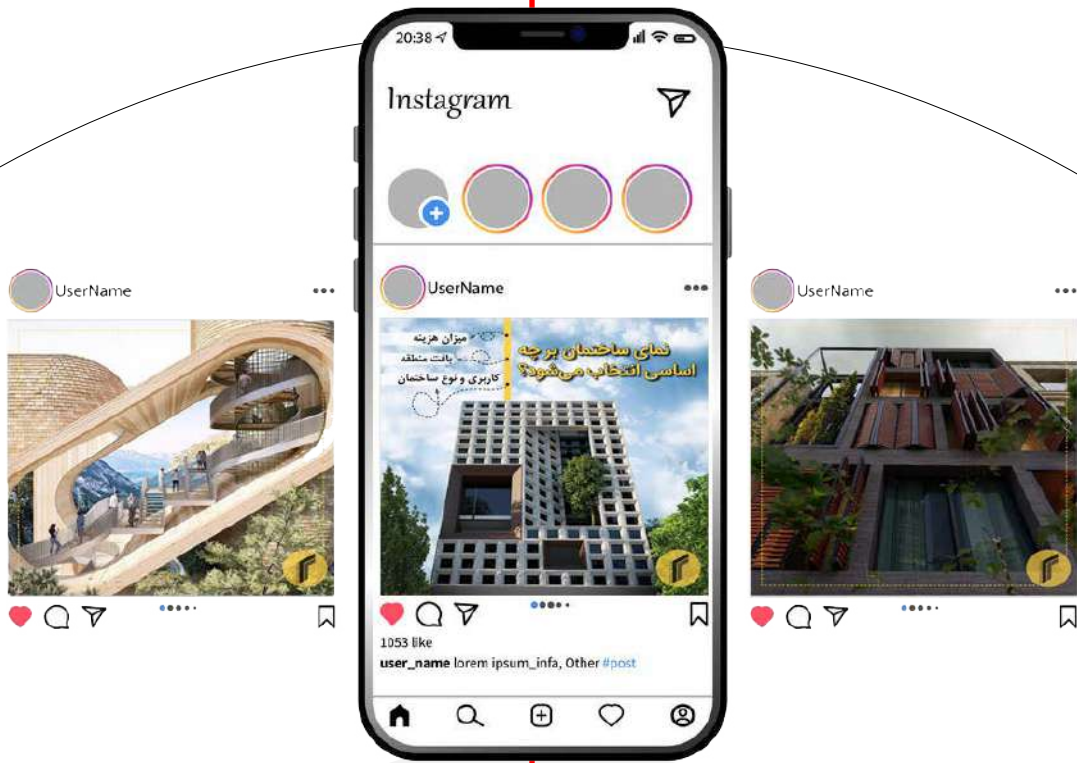 20:38
Instagram
UserName
UserName
میزان هزینه
بافت منطقه
کاربری و نوع ساختمان
نمای ساختمان بر چه
اساسی انتخاب می‌شود؟
1053 like
user_name lorem ipsum_infa, Other #post
UserName